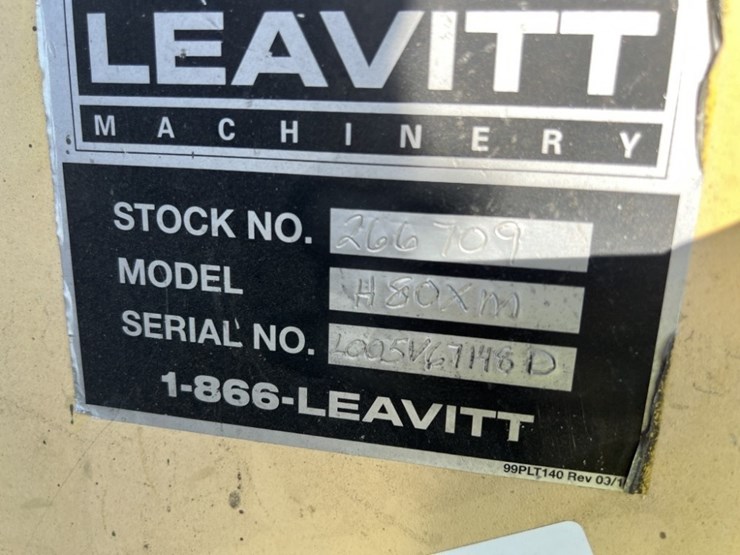 LEAVITT
MACHINERY
STOCK NO. 266709
MODEL H80XM
SERIAL NO. L005V67148D
1-866-LEAVITT
99PLT140 Rev 03/1